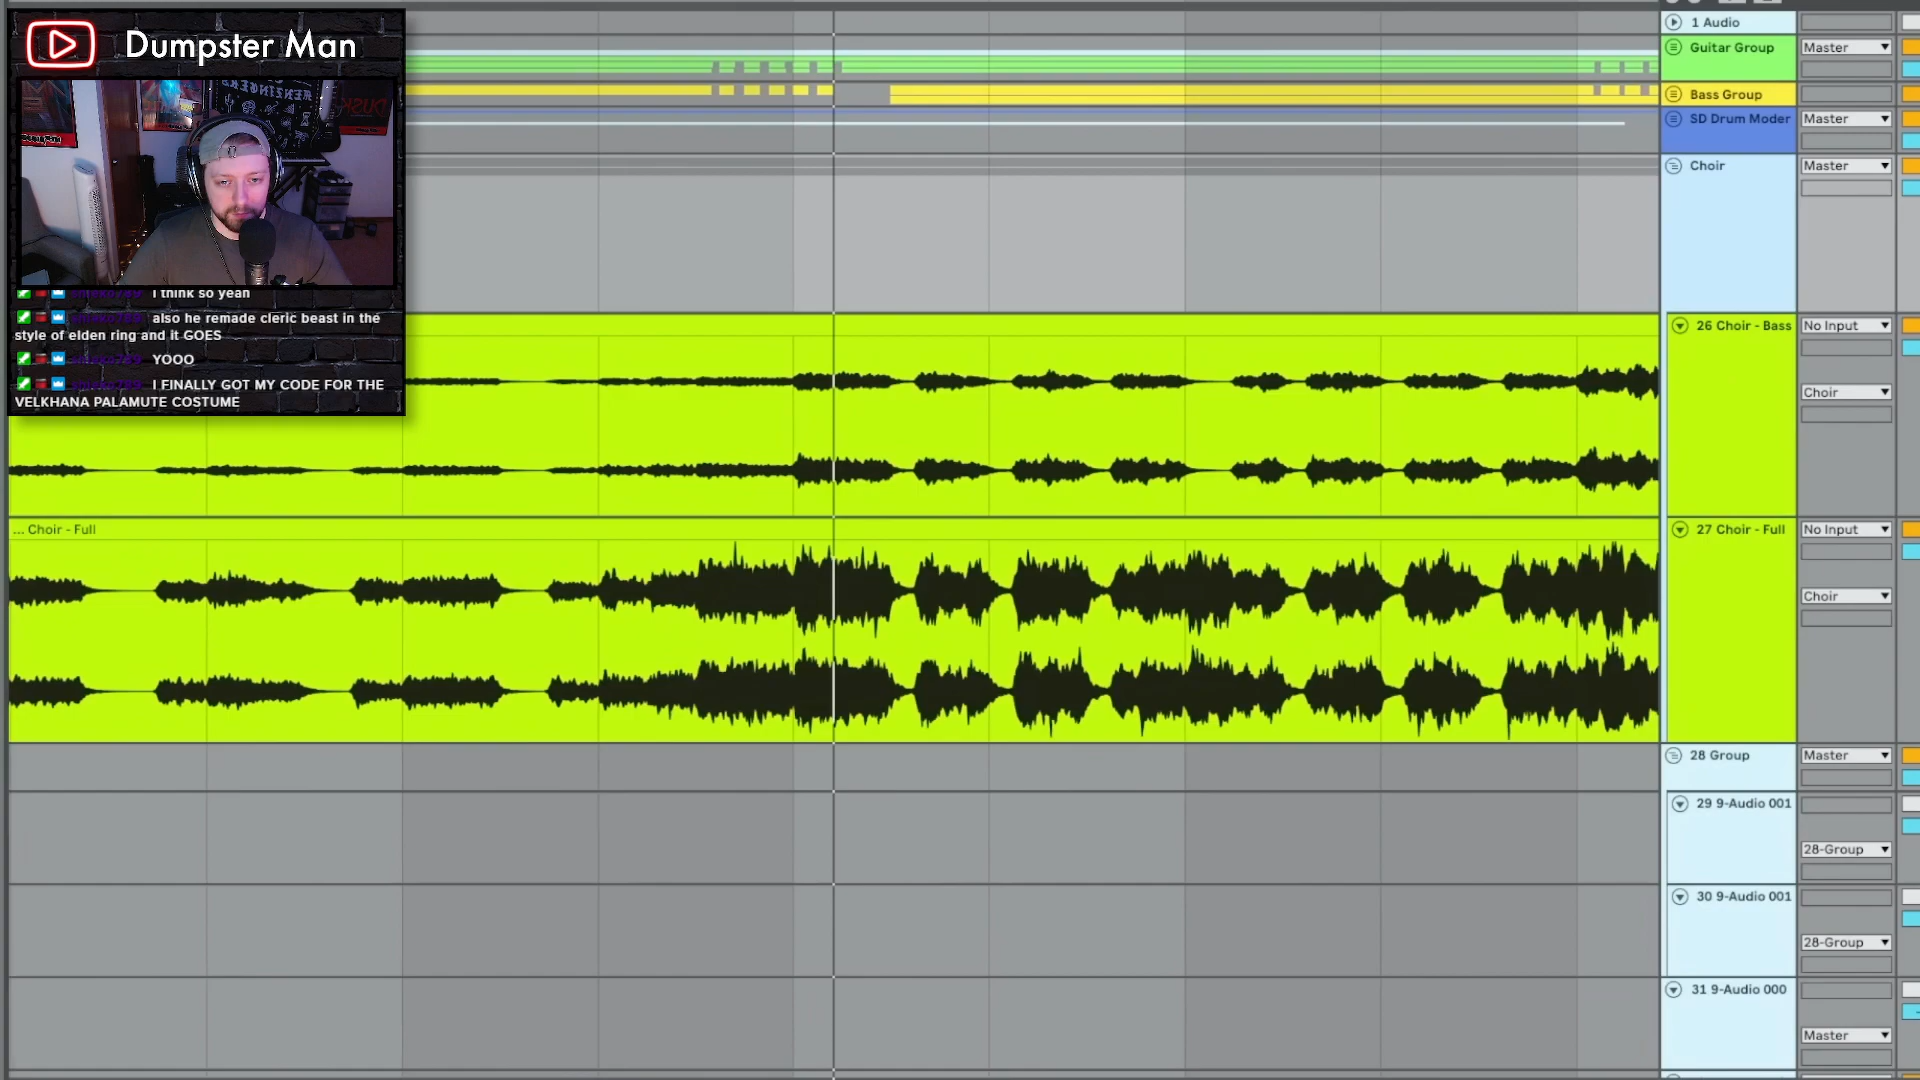 Dumpster Man
I think so yeah
also he remade cleric beast in the
style of elden ring and it GOES
YOOO
I FINALLY GOT MY CODE FOR THE
VELKHANA PALAMUTE COSTUME
1 Audio
Guitar Group
Master
Bass Group
SD Drum Moder
Master
Choir
Master
26 Choir - Bass
No Input
Choir
... Choir - Full
27 Choir - Full
No Input
Choir
28 Group
Master
29 9-Audio 001
28-Group
30 9-Audio 001
28-Group
31 9-Audio 000
Master